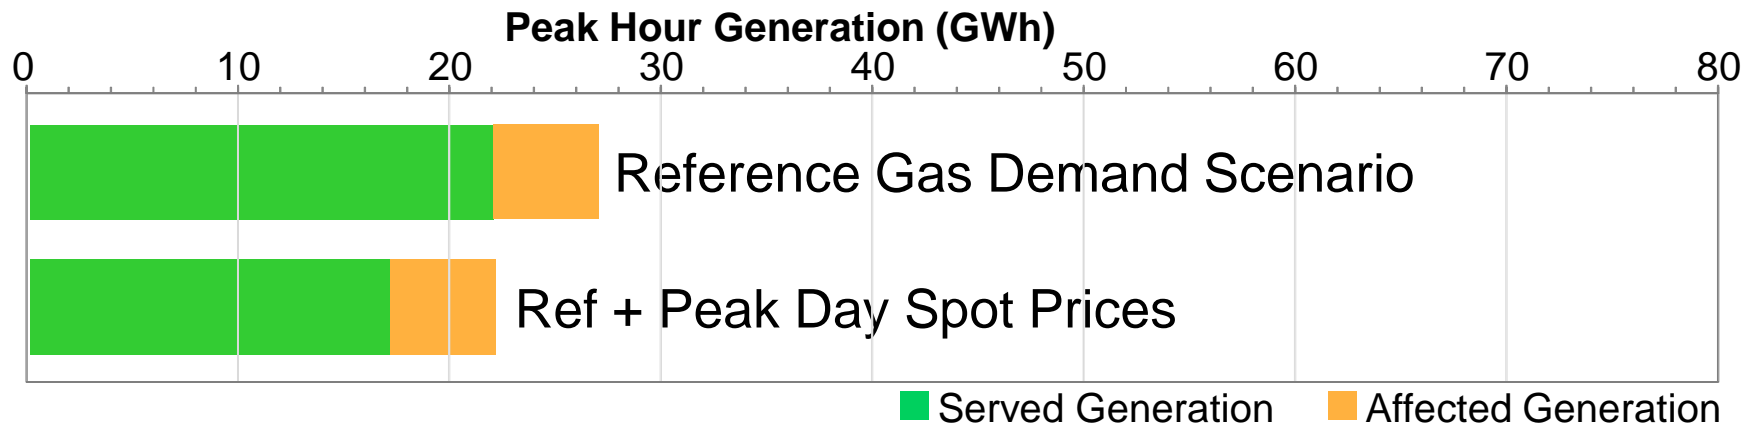 Peak Hour Generation (GWh)
0 10 20 30 40 50 60 70 80
Reference Gas Demand Scenario
Ref + Peak Day Spot Prices
Served Generation Affected Generation